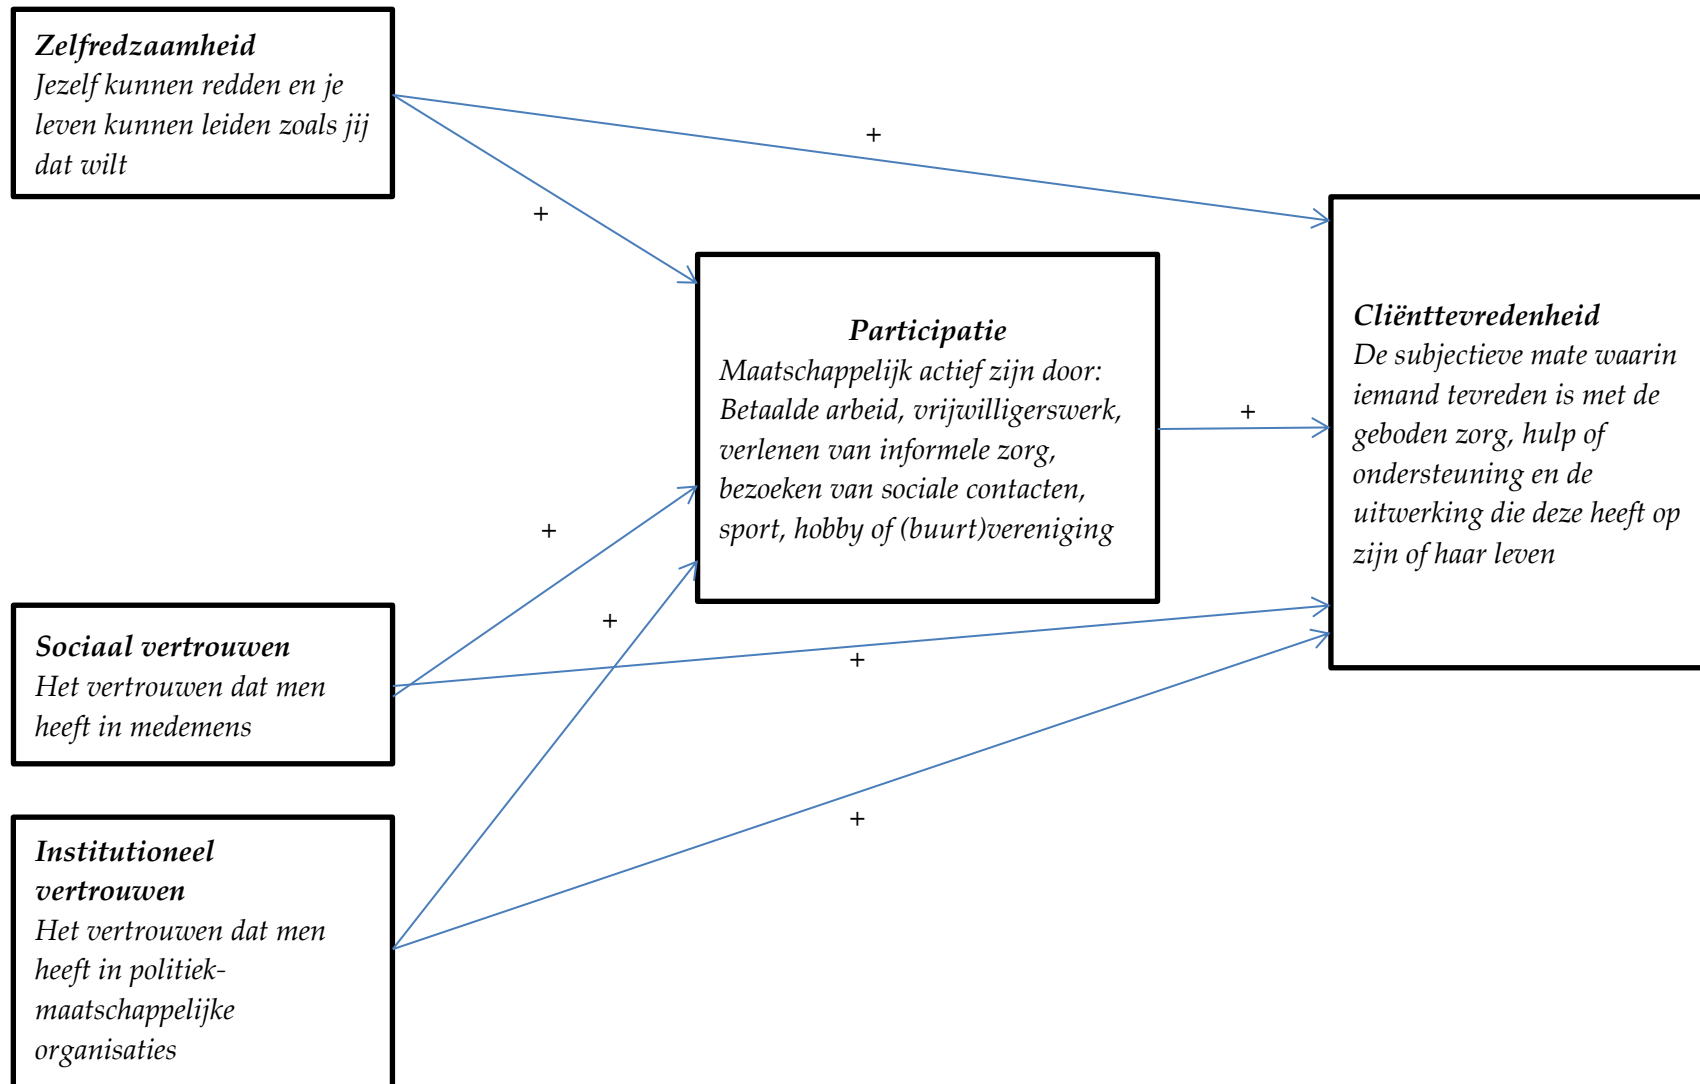 Zelfredzaamheid
Jezelf kunnen redden en je
leven kunnen leiden zoals jij
dat wilt
+
+
Participatie
Maatschappelijk actief zijn door:
Betaalde arbeid, vrijwilligerswerk,
verlenen van informele zorg,
bezoeken van sociale contacten,
sport, hobby of (buurt)vereniging
+
Cliënttevredenheid
De subjectieve mate waarin
iemand tevreden is met de
geboden zorg, hulp of
ondersteuning en de
uitwerking die deze heeft op
zijn of haar leven
+
+
+
Sociaal vertrouwen
Het vertrouwen dat men
heeft in medemens
+
Institutioneel
vertrouwen
Het vertrouwen dat men
heeft in politiek-
maatschappelijke
organisaties